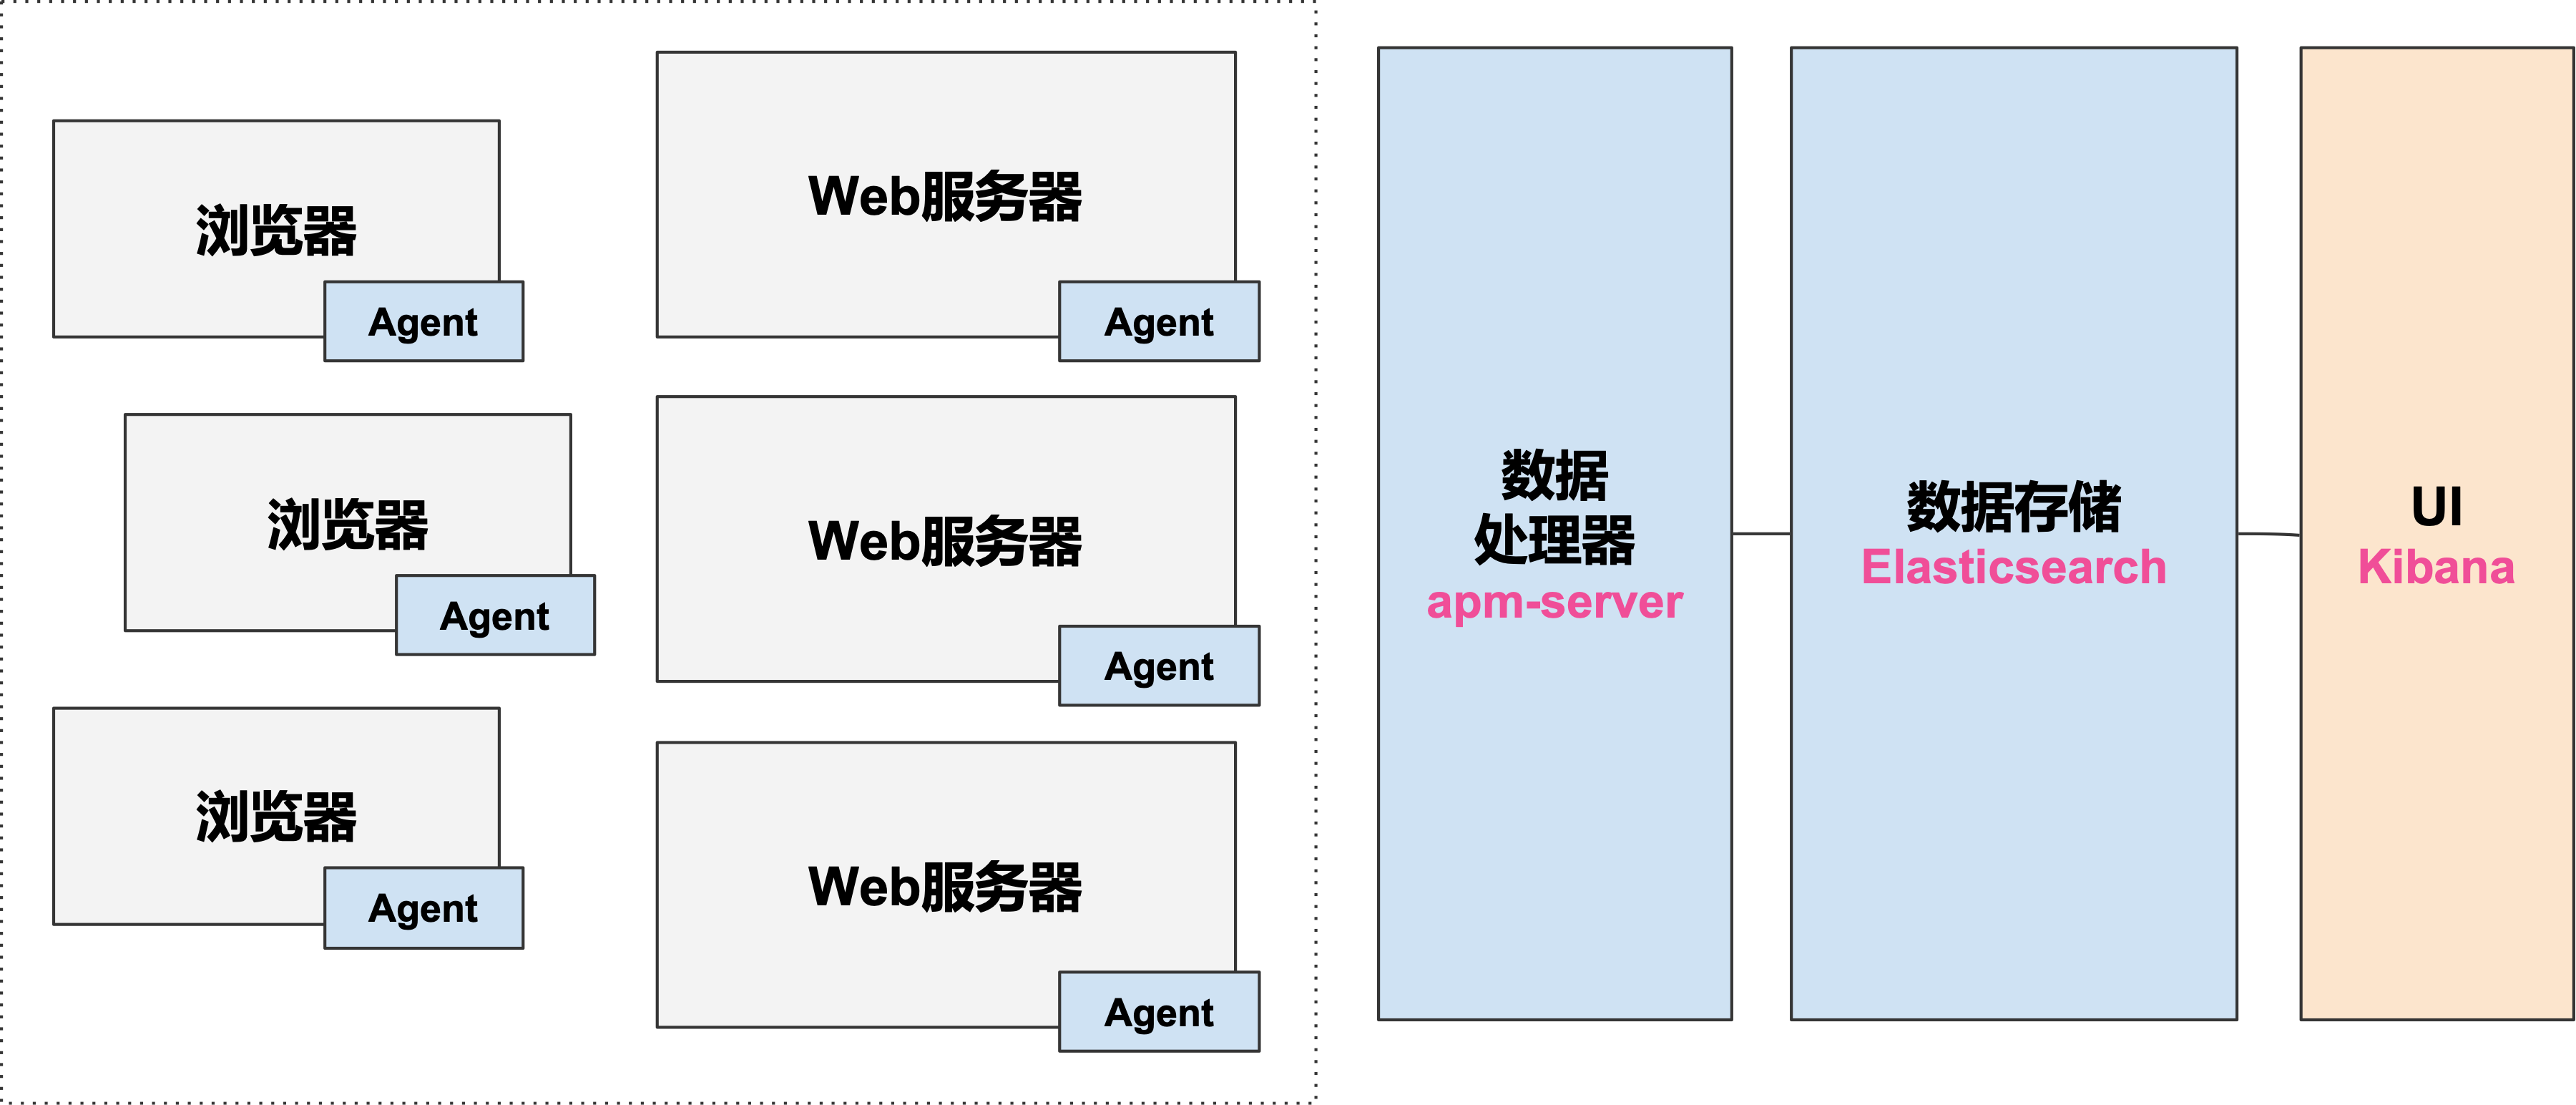 浏览器
Agent
浏览器
Agent
浏览器
Agent
Web服务器
Agent
Web服务器
Agent
Web服务器
Agent
数据
处理器
apm-server
数据存储
Elasticsearch
UI
Kibana